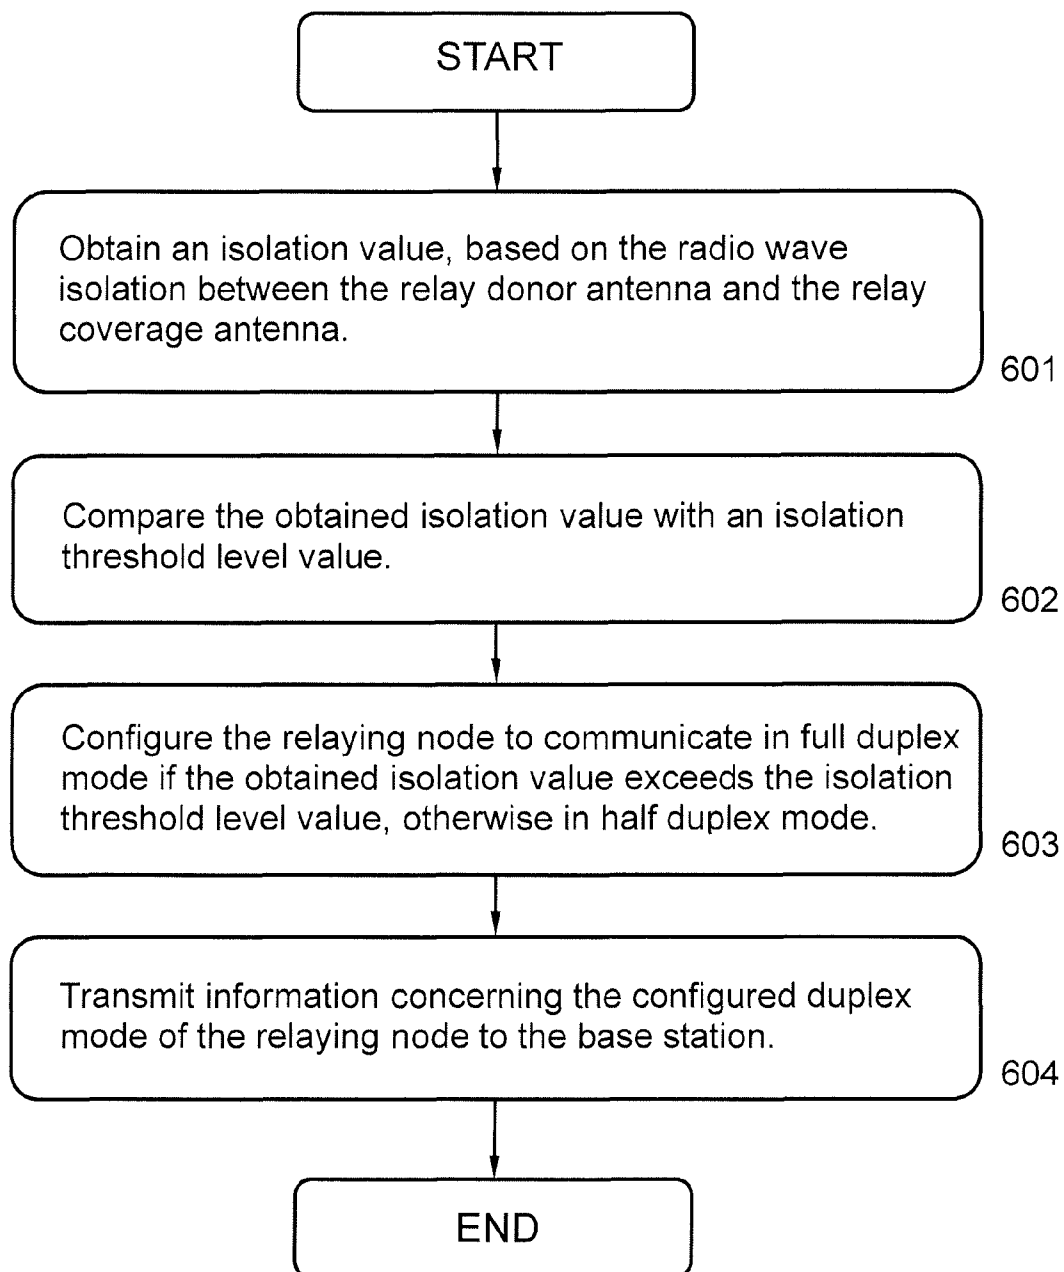 START
Obtain an isolation value, based on the radio wave
isolation between the relay donor antenna and the relay
coverage antenna.
601
Compare the obtained isolation value with an isolation
threshold level value.
602
Configure the relaying node to communicate in full duplex
mode if the obtained isolation value exceeds the isolation
threshold level value, otherwise in half duplex mode.
603
Transmit information concerning the configured duplex
mode of the relaying node to the base station.
604
END